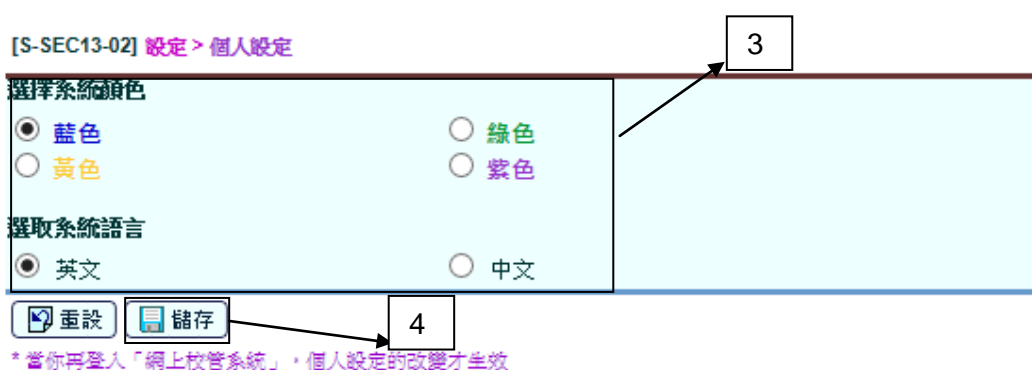 [S-SEC13-02] 設定 > 個人設定
3
選擇系統顏色
藍色 綠色
黃色 紫色
選取系統語言
英文 中文
重設 儲存 4
* 當你再登入「網上校管系統」，個人設定的改變才生效